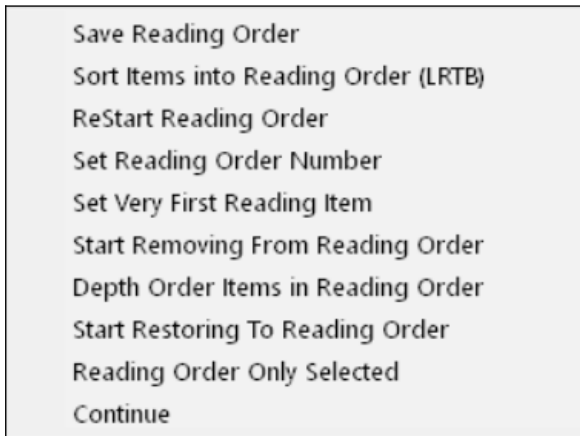 Save Reading Order
Sort Items into Reading Order (LRTB)
ReStart Reading Order
Set Reading Order Number
Set Very First Reading Item
Start Removing From Reading Order
Depth Order Items in Reading Order
Start Restoring To Reading Order
Reading Order Only Selected
Continue